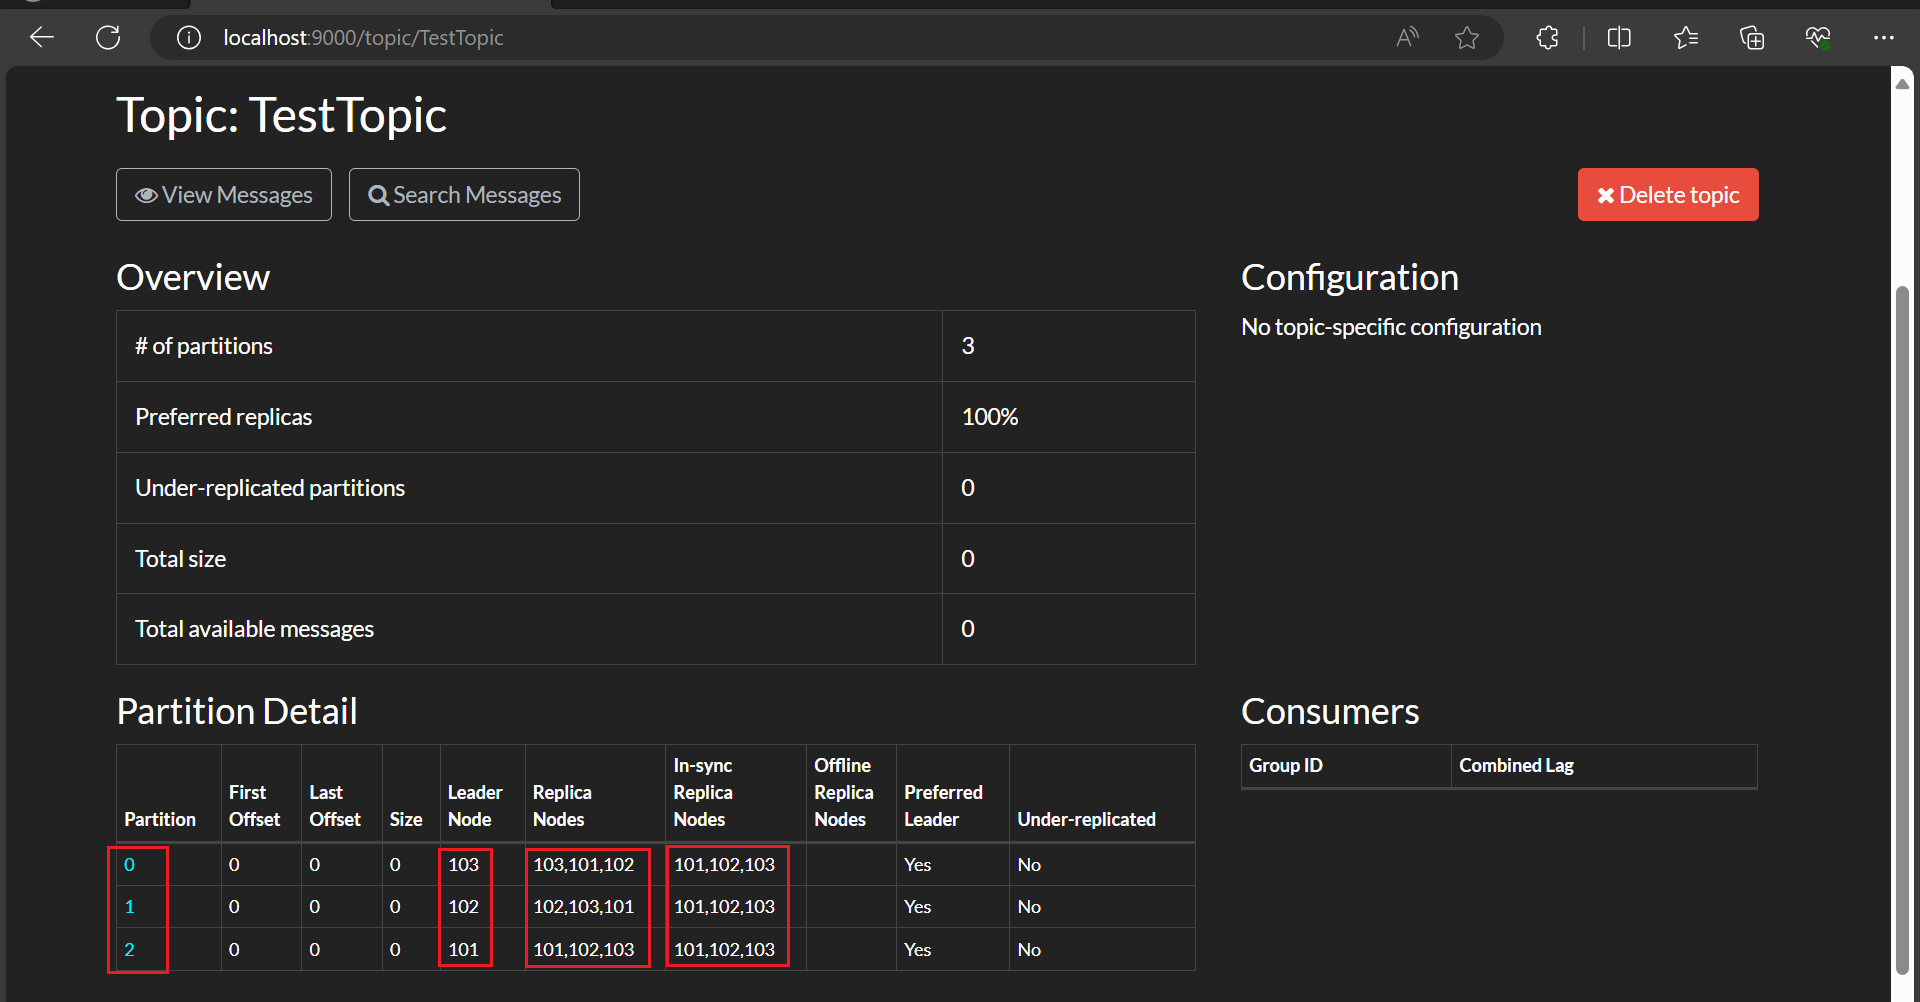 localhost:9000/topic/TestTopic
Topic: TestTopic
View Messages
Search Messages
Delete topic
Overview
# of partitions 3
Preferred replicas 100%
Under-replicated partitions 0
Total size 0
Total available messages 0
Configuration
No topic-specific configuration
Partition Detail
Partition First Offset Last Offset Size Leader Node Replica Nodes In-sync Replica Nodes Offline Replica Nodes Preferred Leader Under-replicated
0 0 0 0 103 103,101,102 101,102,103 Yes No
1 0 0 0 102 102,103,101 101,102,103 Yes No
2 0 0 0 101 101,102,103 101,102,103 Yes No
Consumers
Group ID Combined Lag